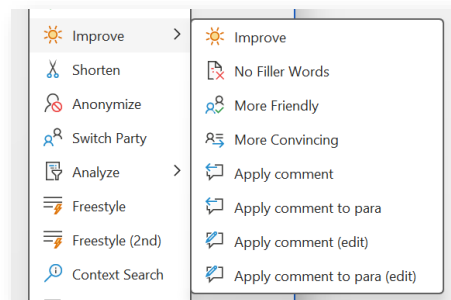 Improve
Shorten
Anonymize
Switch Party
Analyze
Freestyle
Freestyle (2nd)
Context Search
Improve
No Filler Words
More Friendly
More Convincing
Apply comment
Apply comment to para
Apply comment (edit)
Apply comment to para (edit)